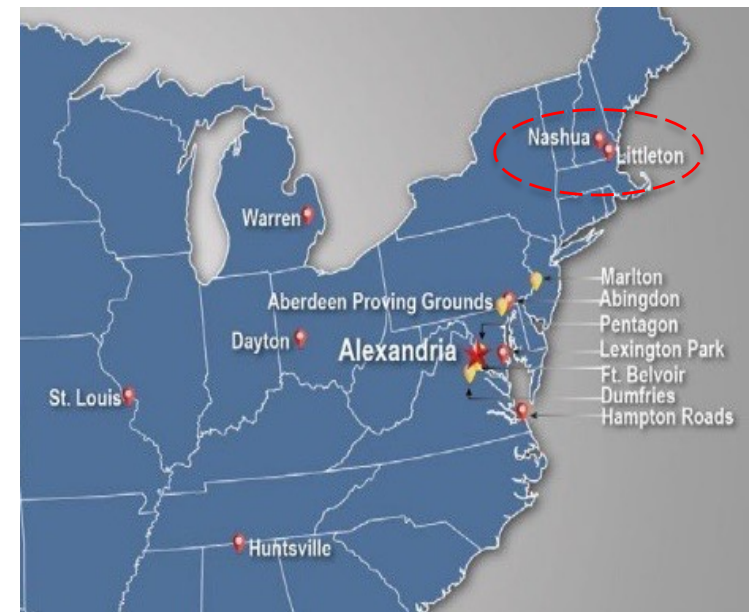 Nashua
Littleton
Warren
Marlton
Aberdeen Proving Grounds
Abingdon
Pentagon
Dayton
Alexandria
Lexington Park
Ft. Belvoir
St. Louis
Dumfries
Hampton Roads
Huntsville